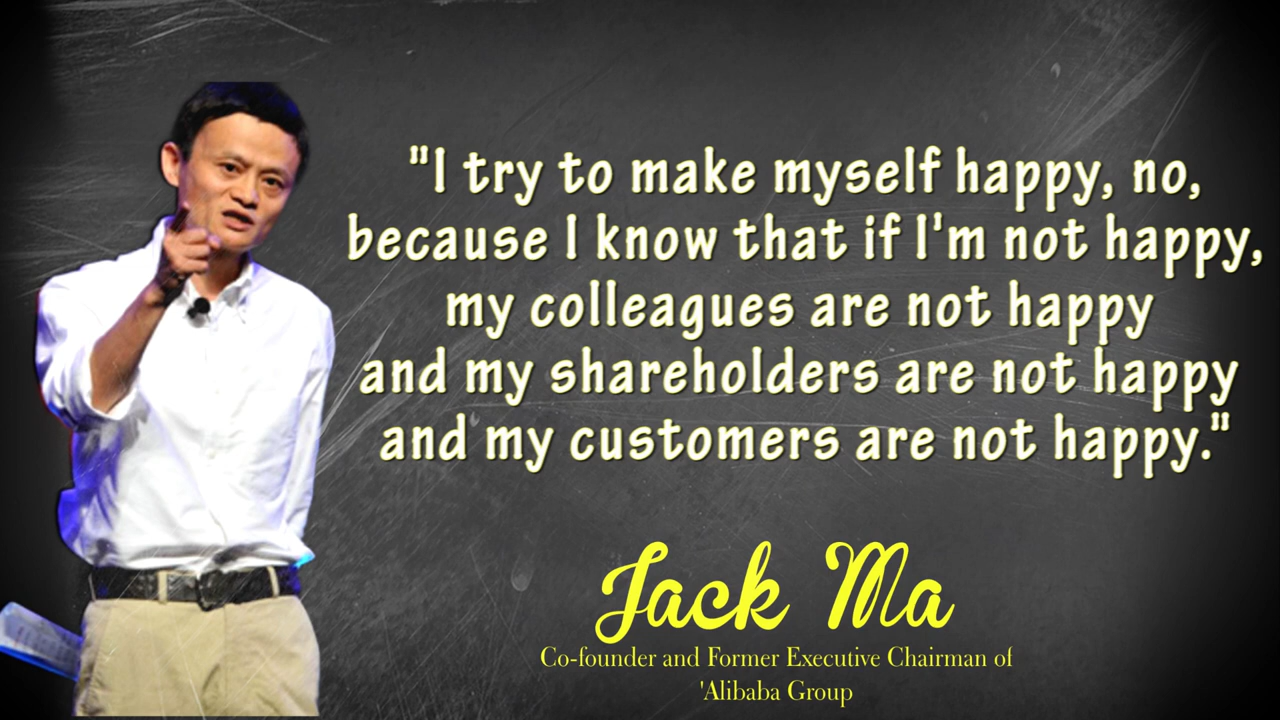 "I try to make myself happy, no,
because I know that if I'm not happy,
my colleagues are not happy
and my shareholders are not happy
and my customers are not happy."
Jack Ma
Co-founder and Former Executive Chairman of
'Alibaba Group